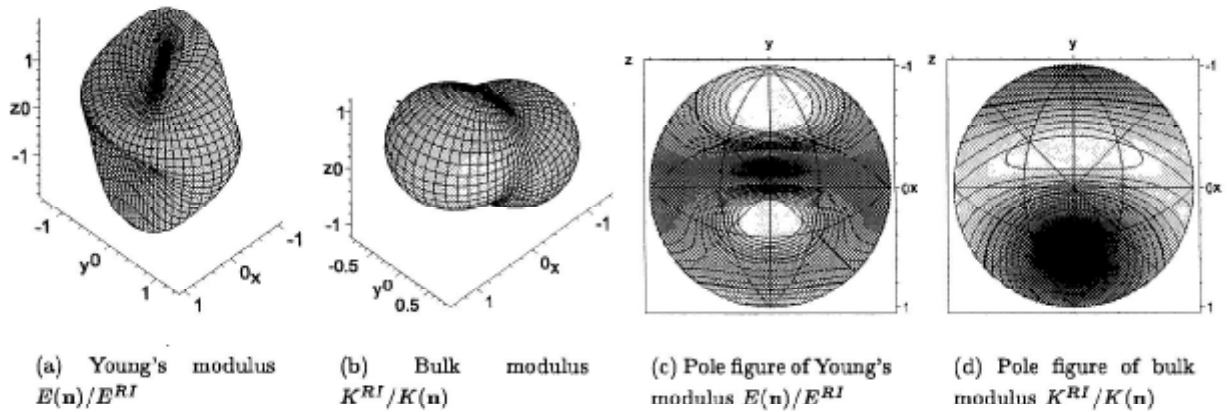 1
z0
-1
-1
y0
1
1
0x
-1
1
z0
-1
-0.5
y0
0.5
1
0x
-1
z
y
-1
0x
1
z
y
-1
0x
1
(a) Young's modulus
E(n)/E^{RI}
(b) Bulk modulus
K^{RI}/K(n)
(c) Pole figure of Young's
modulus E(n)/E^{RI}
(d) Pole figure of bulk
modulus K^{RI}/K(n)